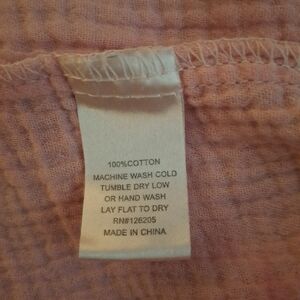 100%COTTON
MACHINE WASH COLD
TUMBLE DRY LOW
OR HAND WASH
LAY FLAT TO DRY
RN#126205
MADE IN CHINA